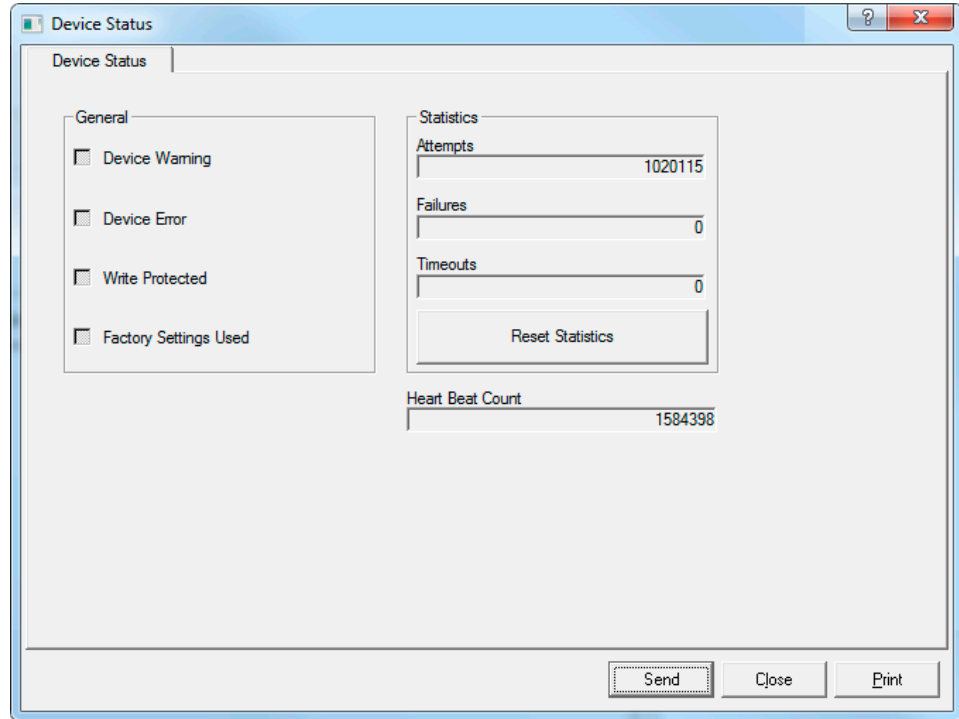 Device Status
?
X
Device Status
General
Device Warning
Device Error
Write Protected
Factory Settings Used
Statistics
Attempts
1020115
Failures
0
Timeouts
0
Reset Statistics
Heart Beat Count
1584398
Send
Close
Print